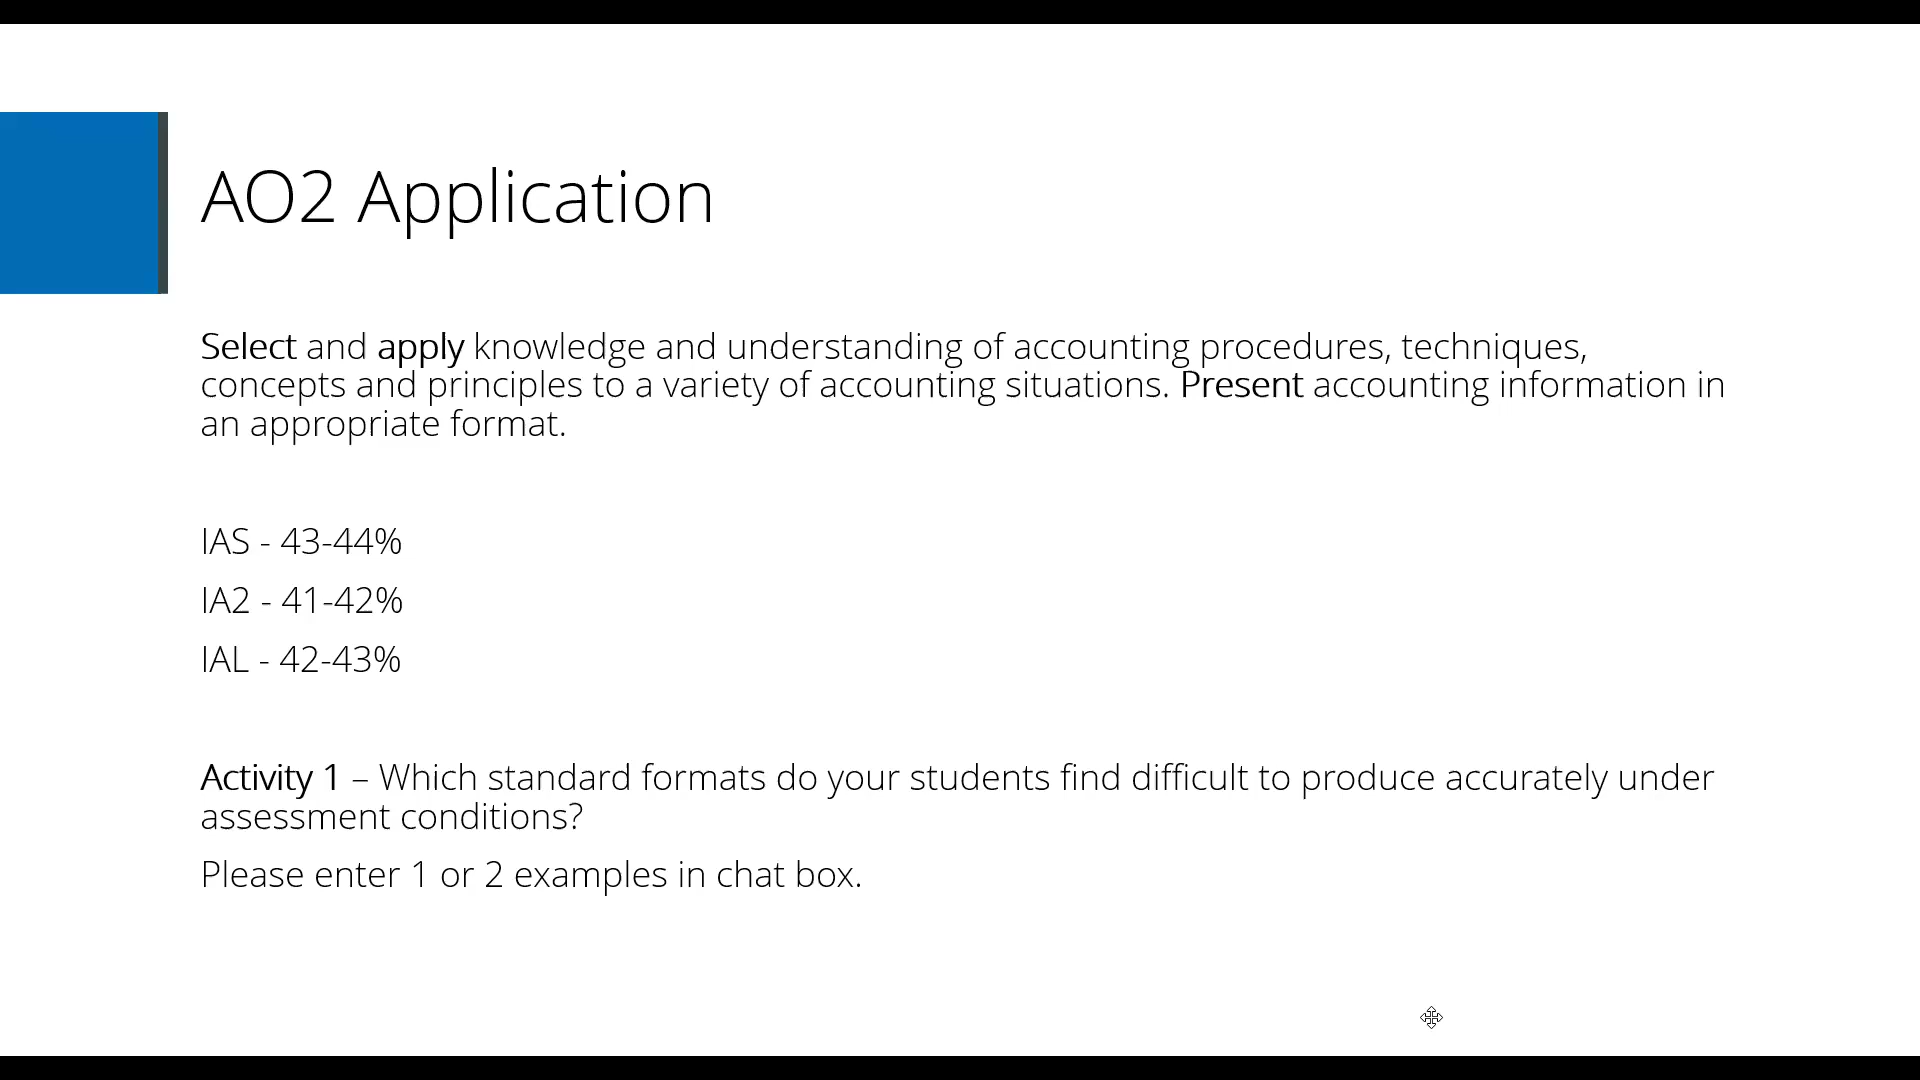 AO2 Application
Select and apply knowledge and understanding of accounting procedures, techniques,
concepts and principles to a variety of accounting situations. Present accounting information in
an appropriate format.
IAS - 43-44%
IA2 - 41-42%
IAL - 42-43%
Activity 1 – Which standard formats do your students find difficult to produce accurately under
assessment conditions?
Please enter 1 or 2 examples in chat box.